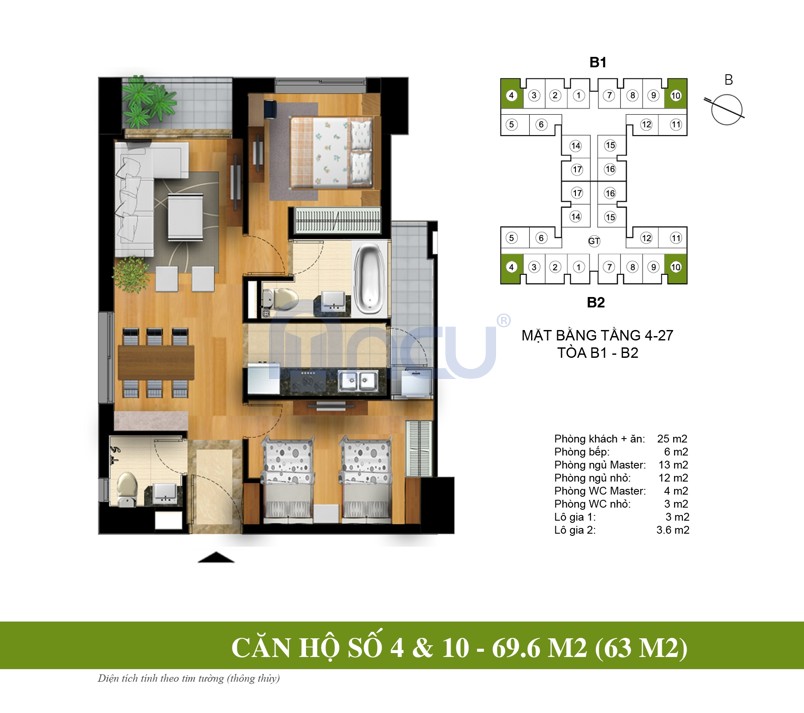 B1
B
4 3 2 1 7 8 9 10
5 6 12 11
14 15
17 16
17 16
14 15
5 6 GT 12 11
4 3 2 1 7 8 9 10
B2
MẶT BẰNG TẦNG 4-27
TÒA B1 - B2
®
Phòng khách + ăn: 25 m2
Phòng bếp: 6 m2
Phòng ngủ Master: 13 m2
Phòng ngủ nhỏ: 12 m2
Phòng WC Master: 4 m2
Phòng WC nhỏ: 3 m2
Lô gia 1: 3 m2
Lô gia 2: 3.6 m2
CĂN HỘ SỐ 4 & 10 - 69.6 M2 (63 M2)
Diện tích tính theo tim tường (thông thủy)